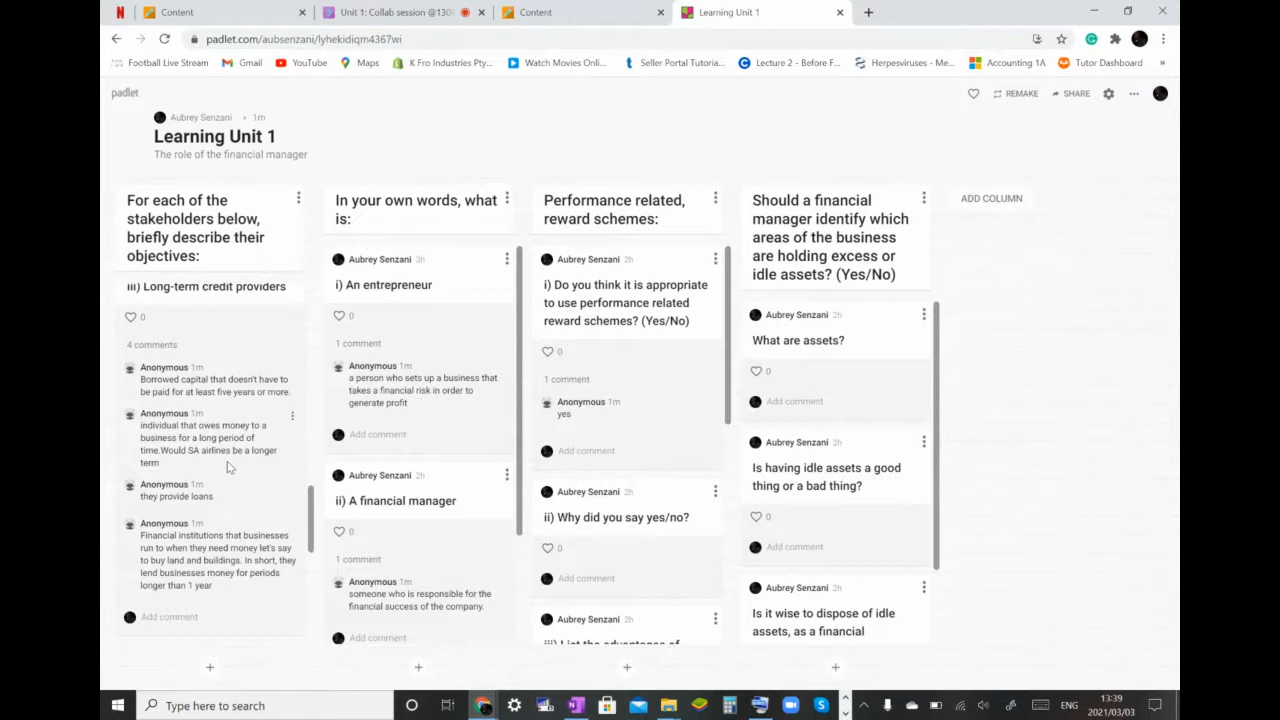 Content
Unit 1: Collab session @130
Content
Learning Unit 1
padlet.com/aubsenzani/lyhekidiqm4367wi
Football Live Stream
Gmail
YouTube
Maps
K Fro Industries Pty...
Watch Movies Onli...
Seller Portal Tutoria...
Lecture 2 - Before F...
Herpesviruses - Me...
Accounting 1A
Tutor Dashboard
»
padlet
REMAKE
SHARE
Aubrey Senzani + 1m
Learning Unit 1
The role of the financial manager
For each of the
stakeholders below,
briefly describe their
objectives:
iii) Long-term credit providers
0
4 comments
Anonymous 1m
Borrowed capital that doesn't have to
be paid for at least five years or more.
Anonymous 1m
individual that owes money to a
business for a long period of
time.Would SA airlines be a longer
term
Anonymous 1m
they provide loans
Anonymous 1m
Financial institutions that businesses
run to when they need money let's say
to buy land and buildings. In short, they
lend businesses money for periods
longer than 1 year
Add comment
In your own words, what
is:
Aubrey Senzani 3h
i) An entrepreneur
0
1 comment
Anonymous 1m
a person who sets up a business that
takes a financial risk in order to
generate profit
Add comment
Aubrey Senzani 2h
ii) A financial manager
0
1 comment
Anonymous 1m
someone who is responsible for the
financial success of the company.
Add comment
Performance related,
reward schemes:
Aubrey Senzani 2h
i) Do you think it is appropriate
to use performance related
reward schemes? (Yes/No)
0
1 comment
Anonymous 1m
yes
Add comment
Aubrey Senzani 2h
ii) Why did you say yes/no?
0
Add comment
Aubrey Senzani 2h
iii) List the advantages of
Should a financial
manager identify which
areas of the business
are holding excess or
idle assets? (Yes/No)
Aubrey Senzani 2h
What are assets?
0
Add comment
Aubrey Senzani 2h
Is having idle assets a good
thing or a bad thing?
0
Add comment
Aubrey Senzani 2h
Is it wise to dispose of idle
assets, as a financial
ADD COLUMN
Type here to search
ENG
13:39
2021/03/03